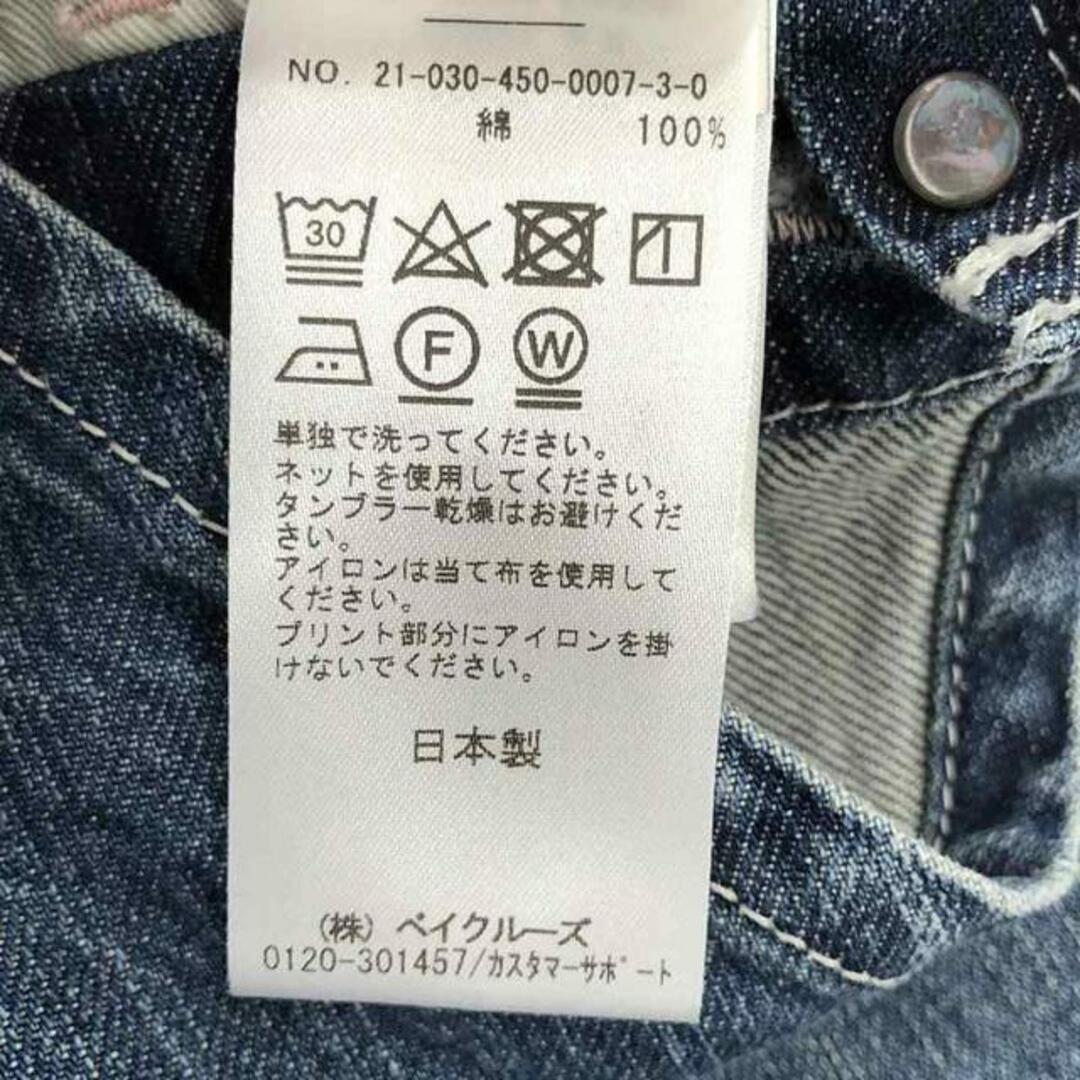 NO. 21-030-450-0007-3-0
綿 100%
30
F W
単独で洗ってください。
ネットを使用してください。
タンブラー乾燥はお避けくだ
さい。
アイロンは当て布を使用して
ください。
プリント部分にアイロンを掛
けないでください。
日本製
(株) ベイクルーズ
0120-301457/カスタマーサポート